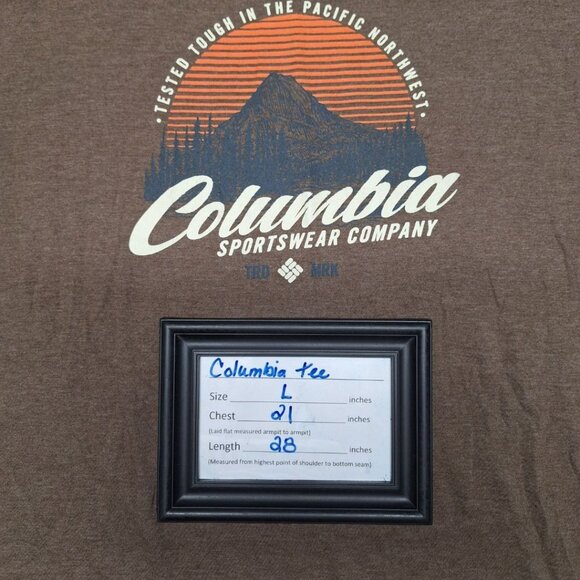 • TESTED TOUGH IN THE PACIFIC NORTHWEST •
Columbia
SPORTSWEAR COMPANY
TRD MRK
Columbia tee
Size L inches
Chest 21 inches
(Laid flat measured armpit to armpit)
Length 28 inches
(Measured from highest point of shoulder to bottom seam)